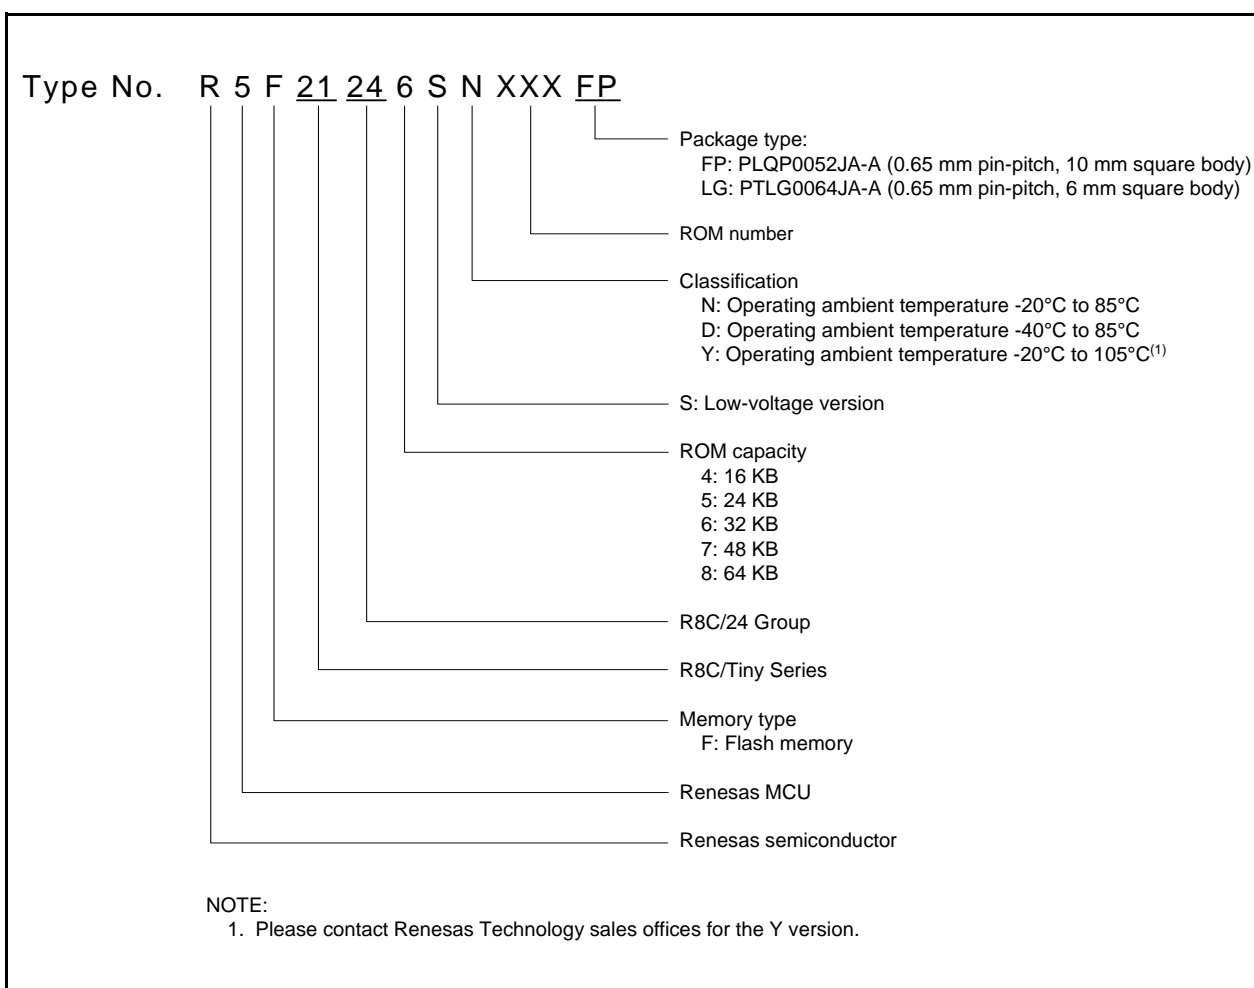 Type No. R 5 F 21 24 6 S N XXX FP
Package type:
FP: PLQP0052JA-A (0.65 mm pin-pitch, 10 mm square body)
LG: PTLG0064JA-A (0.65 mm pin-pitch, 6 mm square body)
ROM number
Classification
N: Operating ambient temperature -20°C to 85°C
D: Operating ambient temperature -40°C to 85°C
Y: Operating ambient temperature -20°C to 105°C(1)
S: Low-voltage version
ROM capacity
4: 16 KB
5: 24 KB
6: 32 KB
7: 48 KB
8: 64 KB
R8C/24 Group
R8C/Tiny Series
Memory type
F: Flash memory
Renesas MCU
Renesas semiconductor
NOTE:
1. Please contact Renesas Technology sales offices for the Y version.